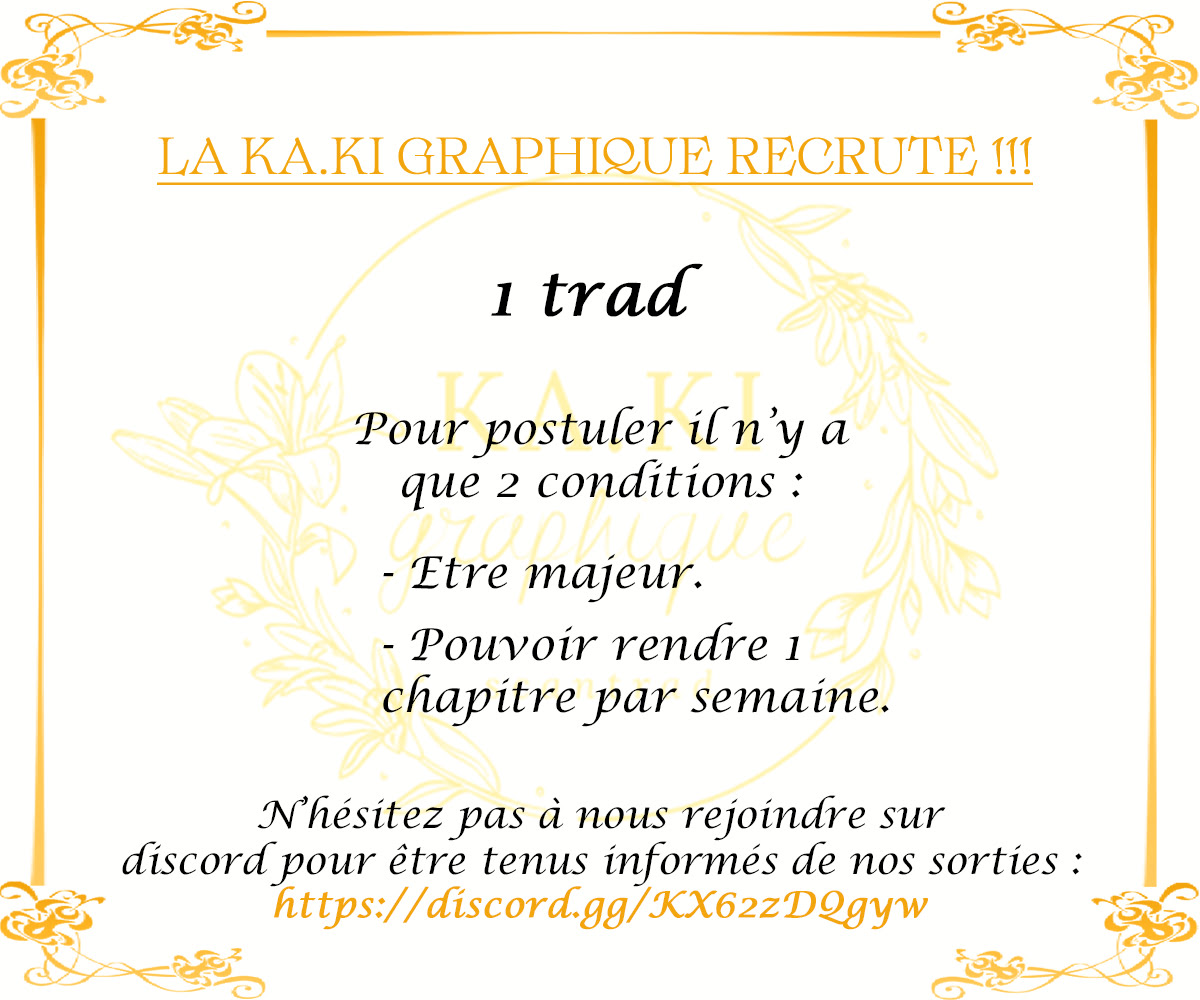 LA KA.KI GRAPHIQUE RECRUTE !!!
1 trad
KA.KI
Pour postuler il n'y a
que 2 conditions :
graphique
- Etre majeur.
- Pouvoir rendre 1
scantrad
chapitre par semaine.
N'hésitez pas à nous rejoindre sur
discord pour être tenus informés de nos sorties :
https://discord.gg/KX62zDQgyw